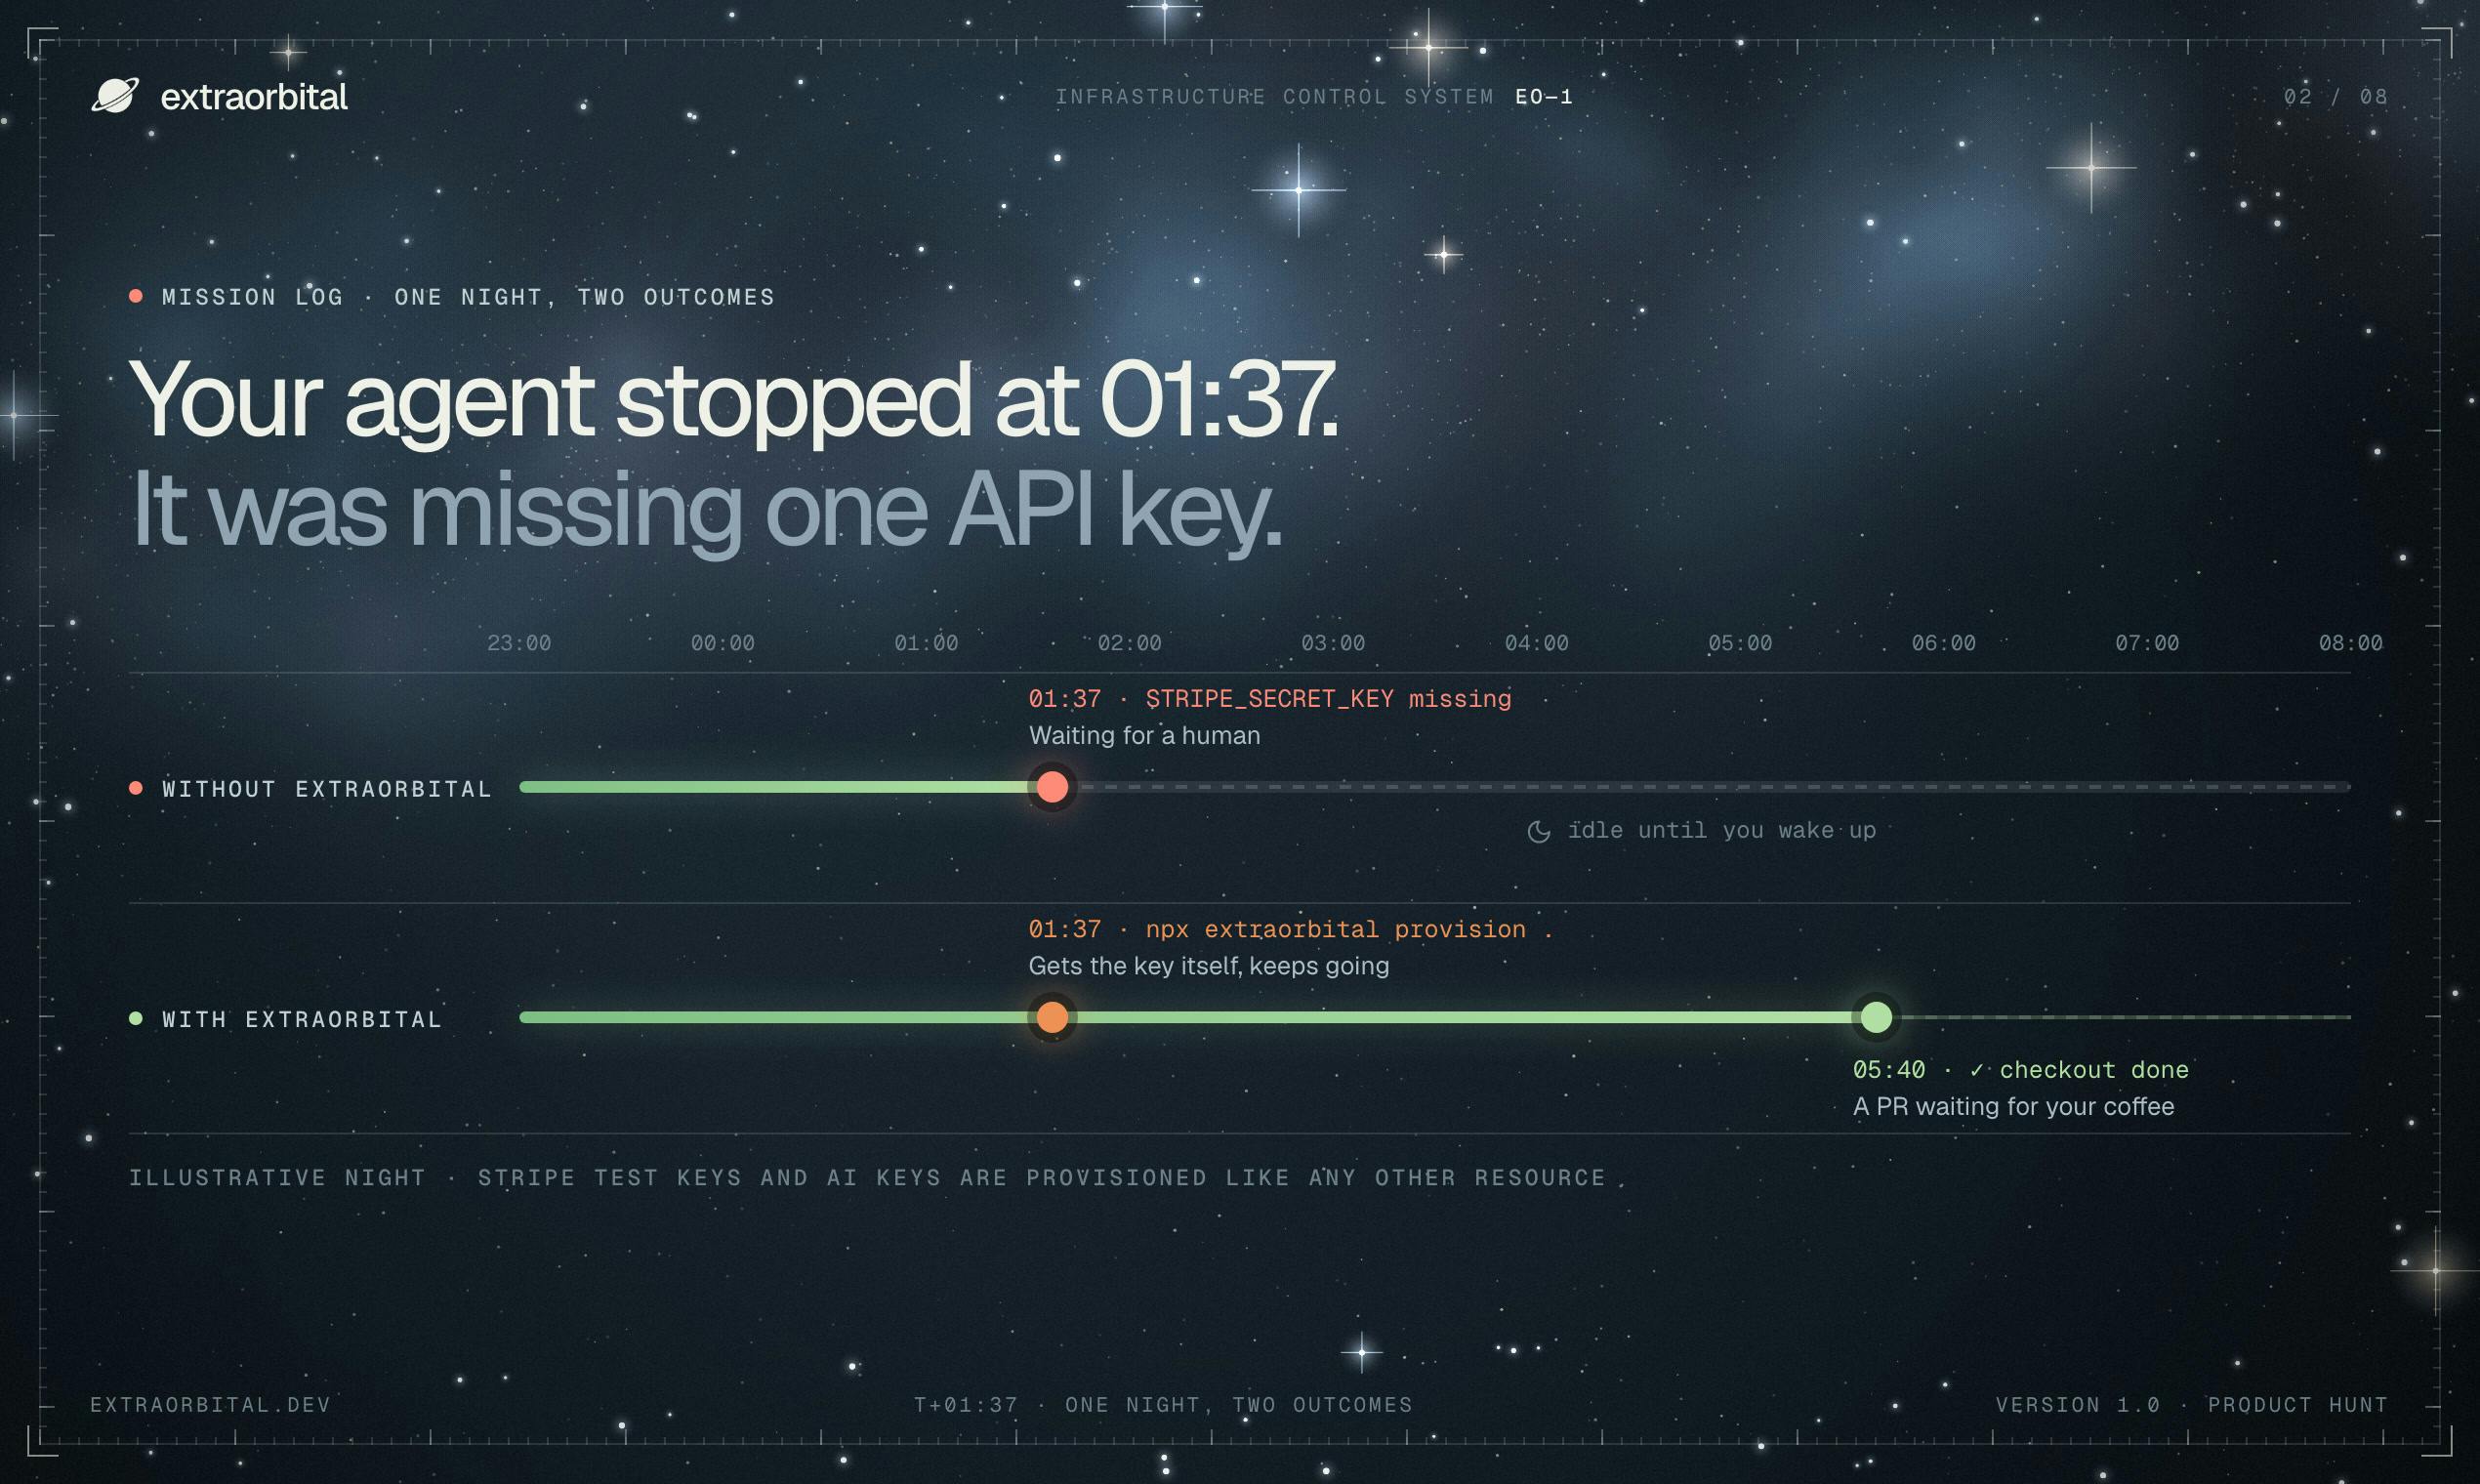 extraorbital
INFRASTRUCTURE CONTROL SYSTEM EO—1
02 / 08
MISSION LOG · ONE NIGHT, TWO OUTCOMES
Your agent stopped at 01:37.
It was missing one API key.
23:00 00:00 01:00 02:00 03:00 04:00 05:00 06:00 07:00 08:00
01:37 · STRIPE_SECRET_KEY missing
Waiting for a human
WITHOUT EXTRAORBITAL
idle until you wake up
01:37 · npx extraorbital provision .
Gets the key itself, keeps going
WITH EXTRAORBITAL
05:40 · ✓ checkout done
A PR waiting for your coffee
ILLUSTRATIVE NIGHT · STRIPE TEST KEYS AND AI KEYS ARE PROVISIONED LIKE ANY OTHER RESOURCE
EXTRAORBITAL.DEV
T+01:37 · ONE NIGHT, TWO OUTCOMES
VERSION 1.0 · PRODUCT HUNT